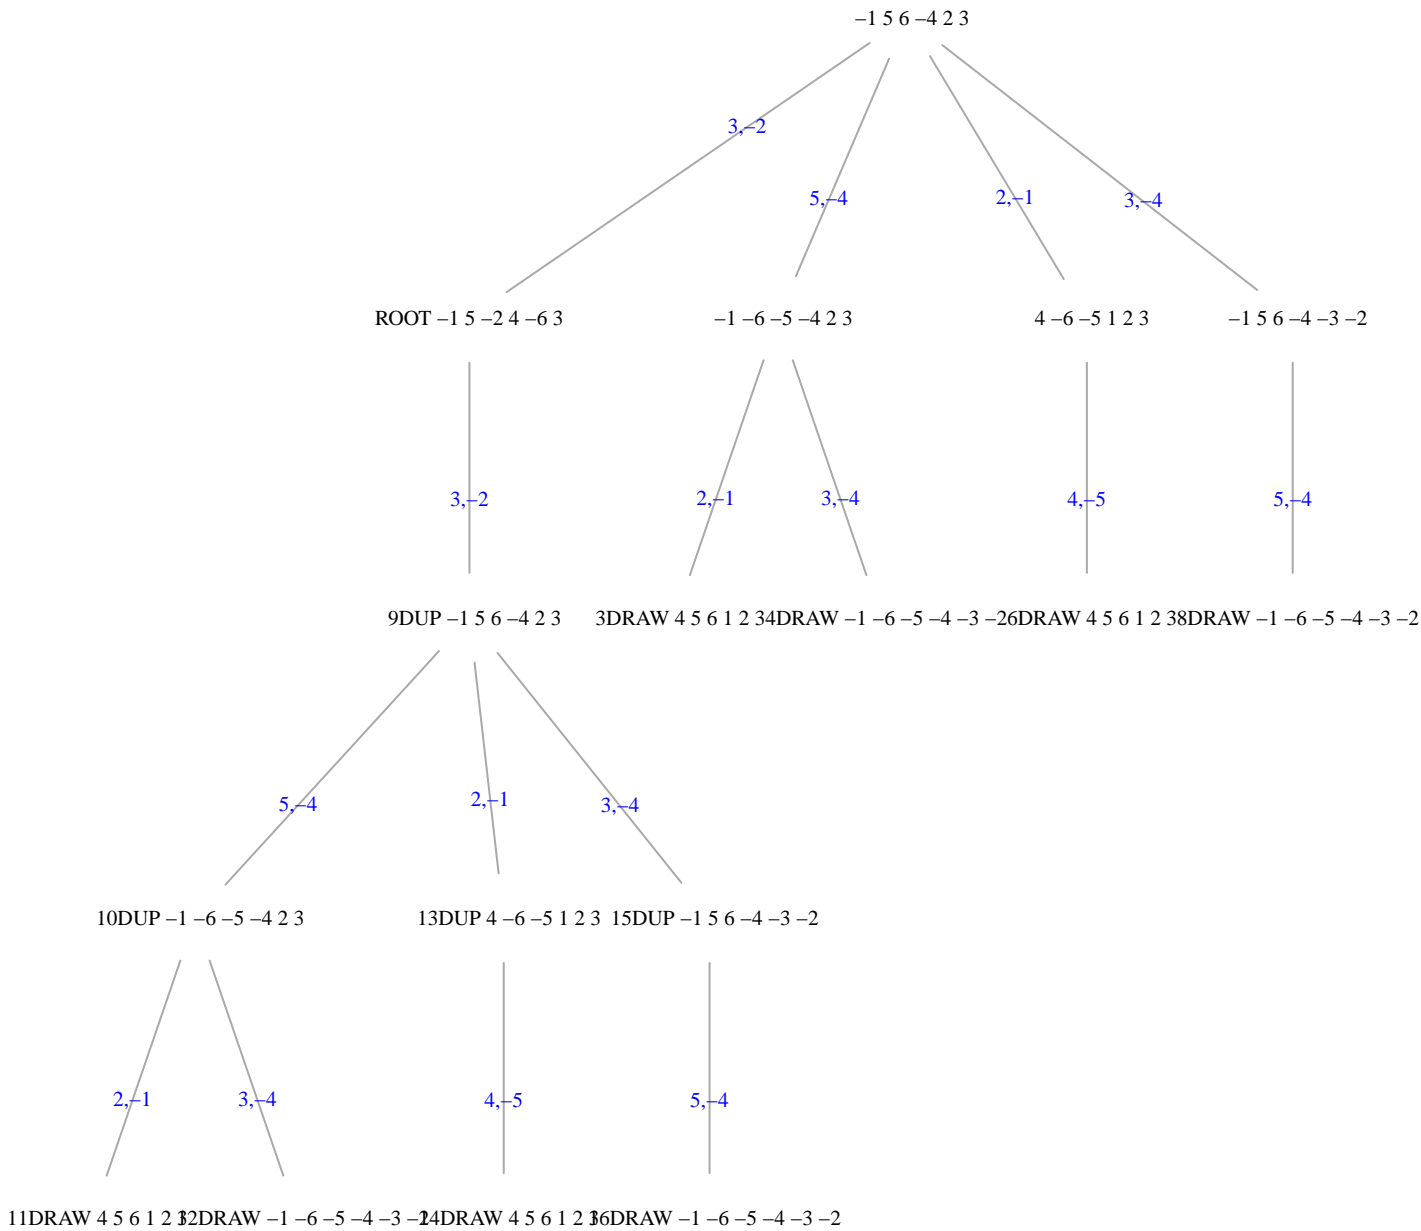 –1 5 6 –4 2 3
3,–2
5,–4
2,–1
3,–4
ROOT –1 5 –2 4 –6 3
–1 –6 –5 –4 2 3
4 –6 –5 1 2 3
–1 5 6 –4 –3 –2
3,–2
2,–1
3,–4
4,–5
5,–4
9DUP –1 5 6 –4 2 3
3DRAW 4 5 6 1 2 3
4DRAW –1 –6 –5 –4 –3 –2
6DRAW 4 5 6 1 2 3
8DRAW –1 –6 –5 –4 –3 –2
5,–4
2,–1
3,–4
10DUP –1 –6 –5 –4 2 3
13DUP 4 –6 –5 1 2 3
15DUP –1 5 6 –4 –3 –2
2,–1
3,–4
4,–5
5,–4
11DRAW 4 5 6 1 2 3
12DRAW –1 –6 –5 –4 –3 –2
14DRAW 4 5 6 1 2 3
16DRAW –1 –6 –5 –4 –3 –2